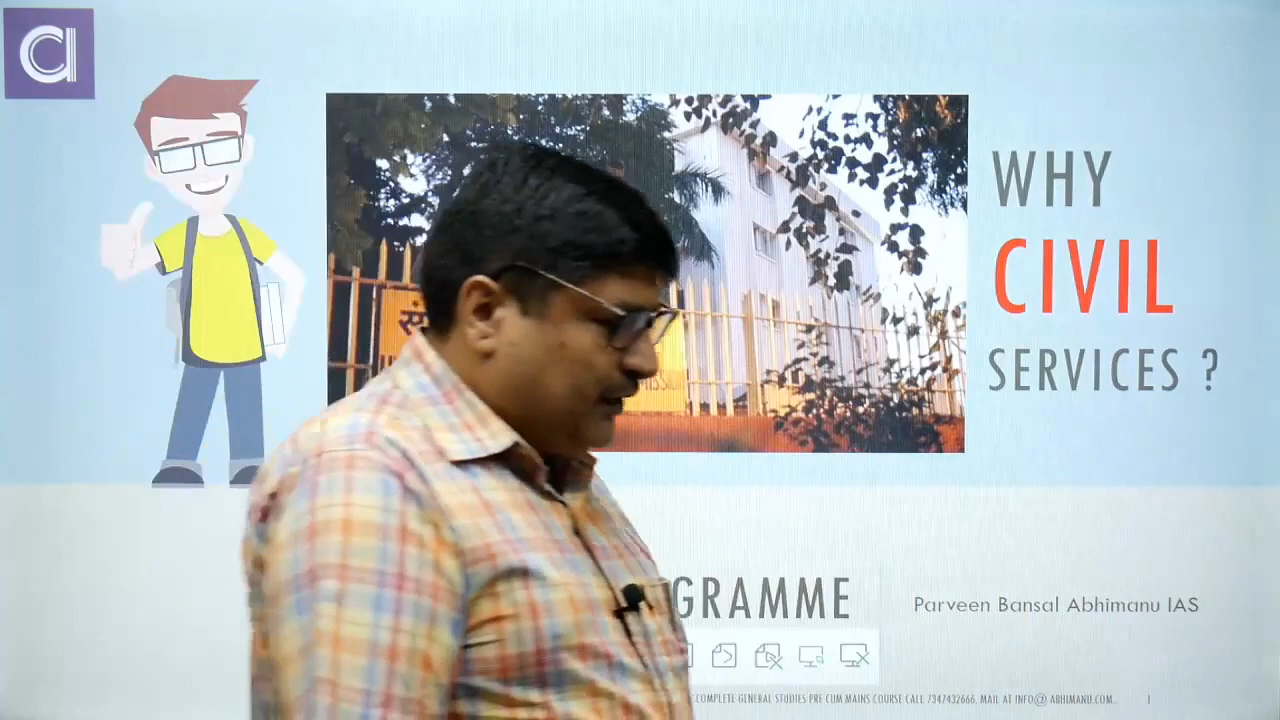 WHY
CIVIL
SERVICES ?
GRAMME
Parveen Bansal Abhimanu IAS
COMPLETE GENERAL STUDIES PRE CUM MAINS COURSE CALL 7347432666, MAIL AT INFO@ ABHIMANU.COM. 1